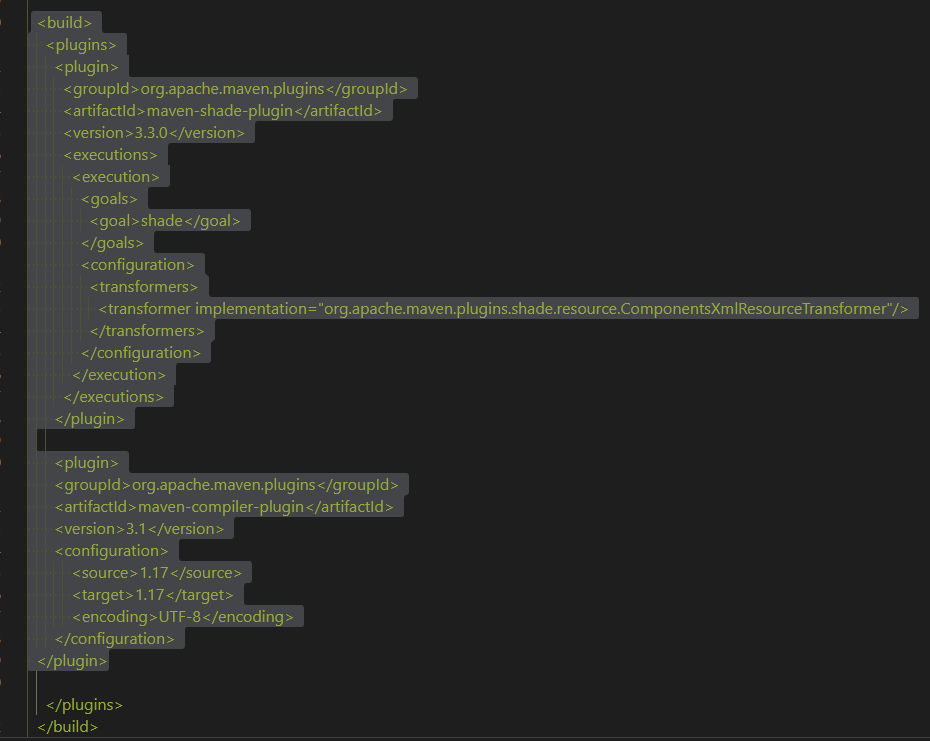 <build>
<plugins>
<plugin>
<groupId>org.apache.maven.plugins</groupId>
<artifactId>maven-shade-plugin</artifactId>
<version>3.3.0</version>
<executions>
<execution>
<goals>
<goal>shade</goal>
</goals>
<configuration>
<transformers>
<transformer implementation="org.apache.maven.plugins.shade.resource.ComponentsXmlResourceTransformer"/>
</transformers>
</configuration>
</execution>
</executions>
</plugin>
<plugin>
<groupId>org.apache.maven.plugins</groupId>
<artifactId>maven-compiler-plugin</artifactId>
<version>3.1</version>
<configuration>
<source>1.17</source>
<target>1.17</target>
<encoding>UTF-8</encoding>
</configuration>
</plugin>
</plugins>
</build>